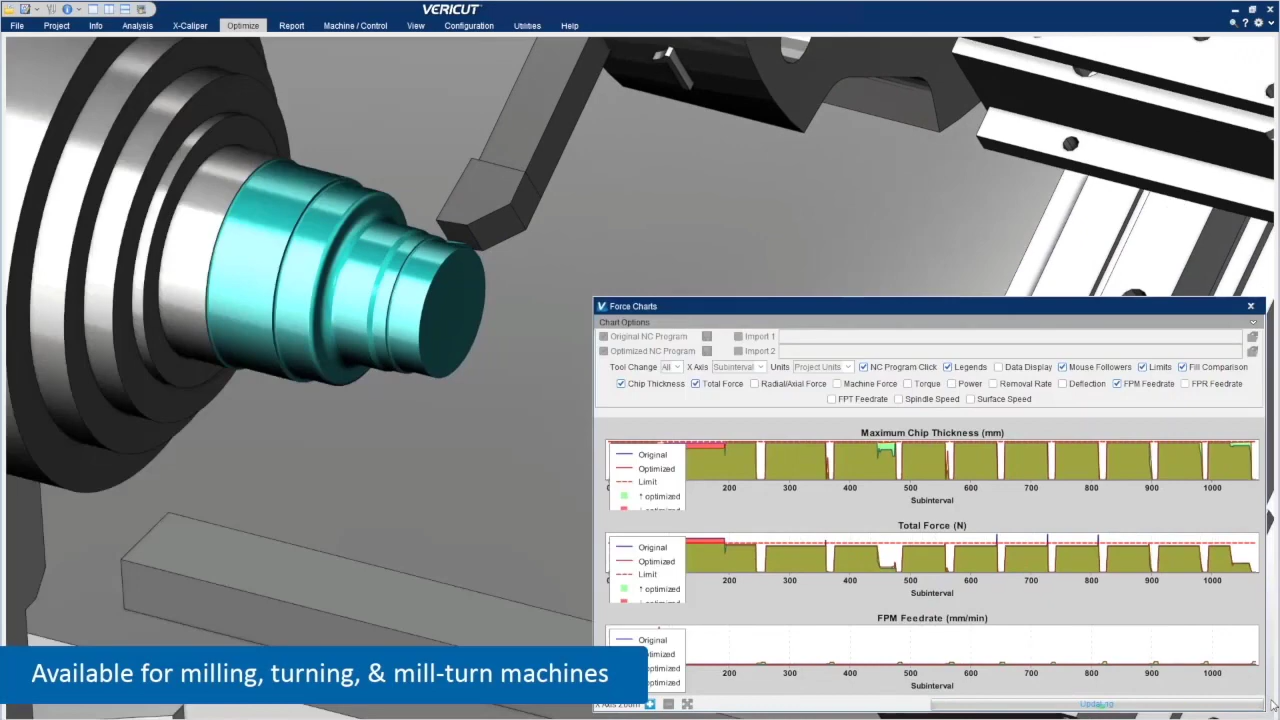 VERICUT
File Project Info Analysis X-Caliper Optimize Report Machine / Control View Configuration Utilities Help
Force Charts
Chart Options
Original NC Program Import 1
Optimized NC Program Import 2
Tool Change All X Axis Subinterval Units Project Units NC Program Click Legends Data Display Mouse Followers Limits Fill Comparison
Chip Thickness Total Force Radial/Axial Force Machine Force Torque Power Removal Rate Deflection FPM Feedrate FPR Feedrate
FPT Feedrate Spindle Speed Surface Speed
Maximum Chip Thickness (mm)
Original
Optimized
Limit
↑ optimized
200 300 400 500 600 700 800 900 1000
Subinterval
Total Force (N)
Original
Optimized
Limit
↑ optimized
200 300 400 500 600 700 800 900 1000
Subinterval
FPM Feedrate (mm/min)
Original
optimized
optimized
200 300 400 500 600 700 800 900 1000
Subinterval
X Axis Zoom
Updating
Available for milling, turning, & mill-turn machines